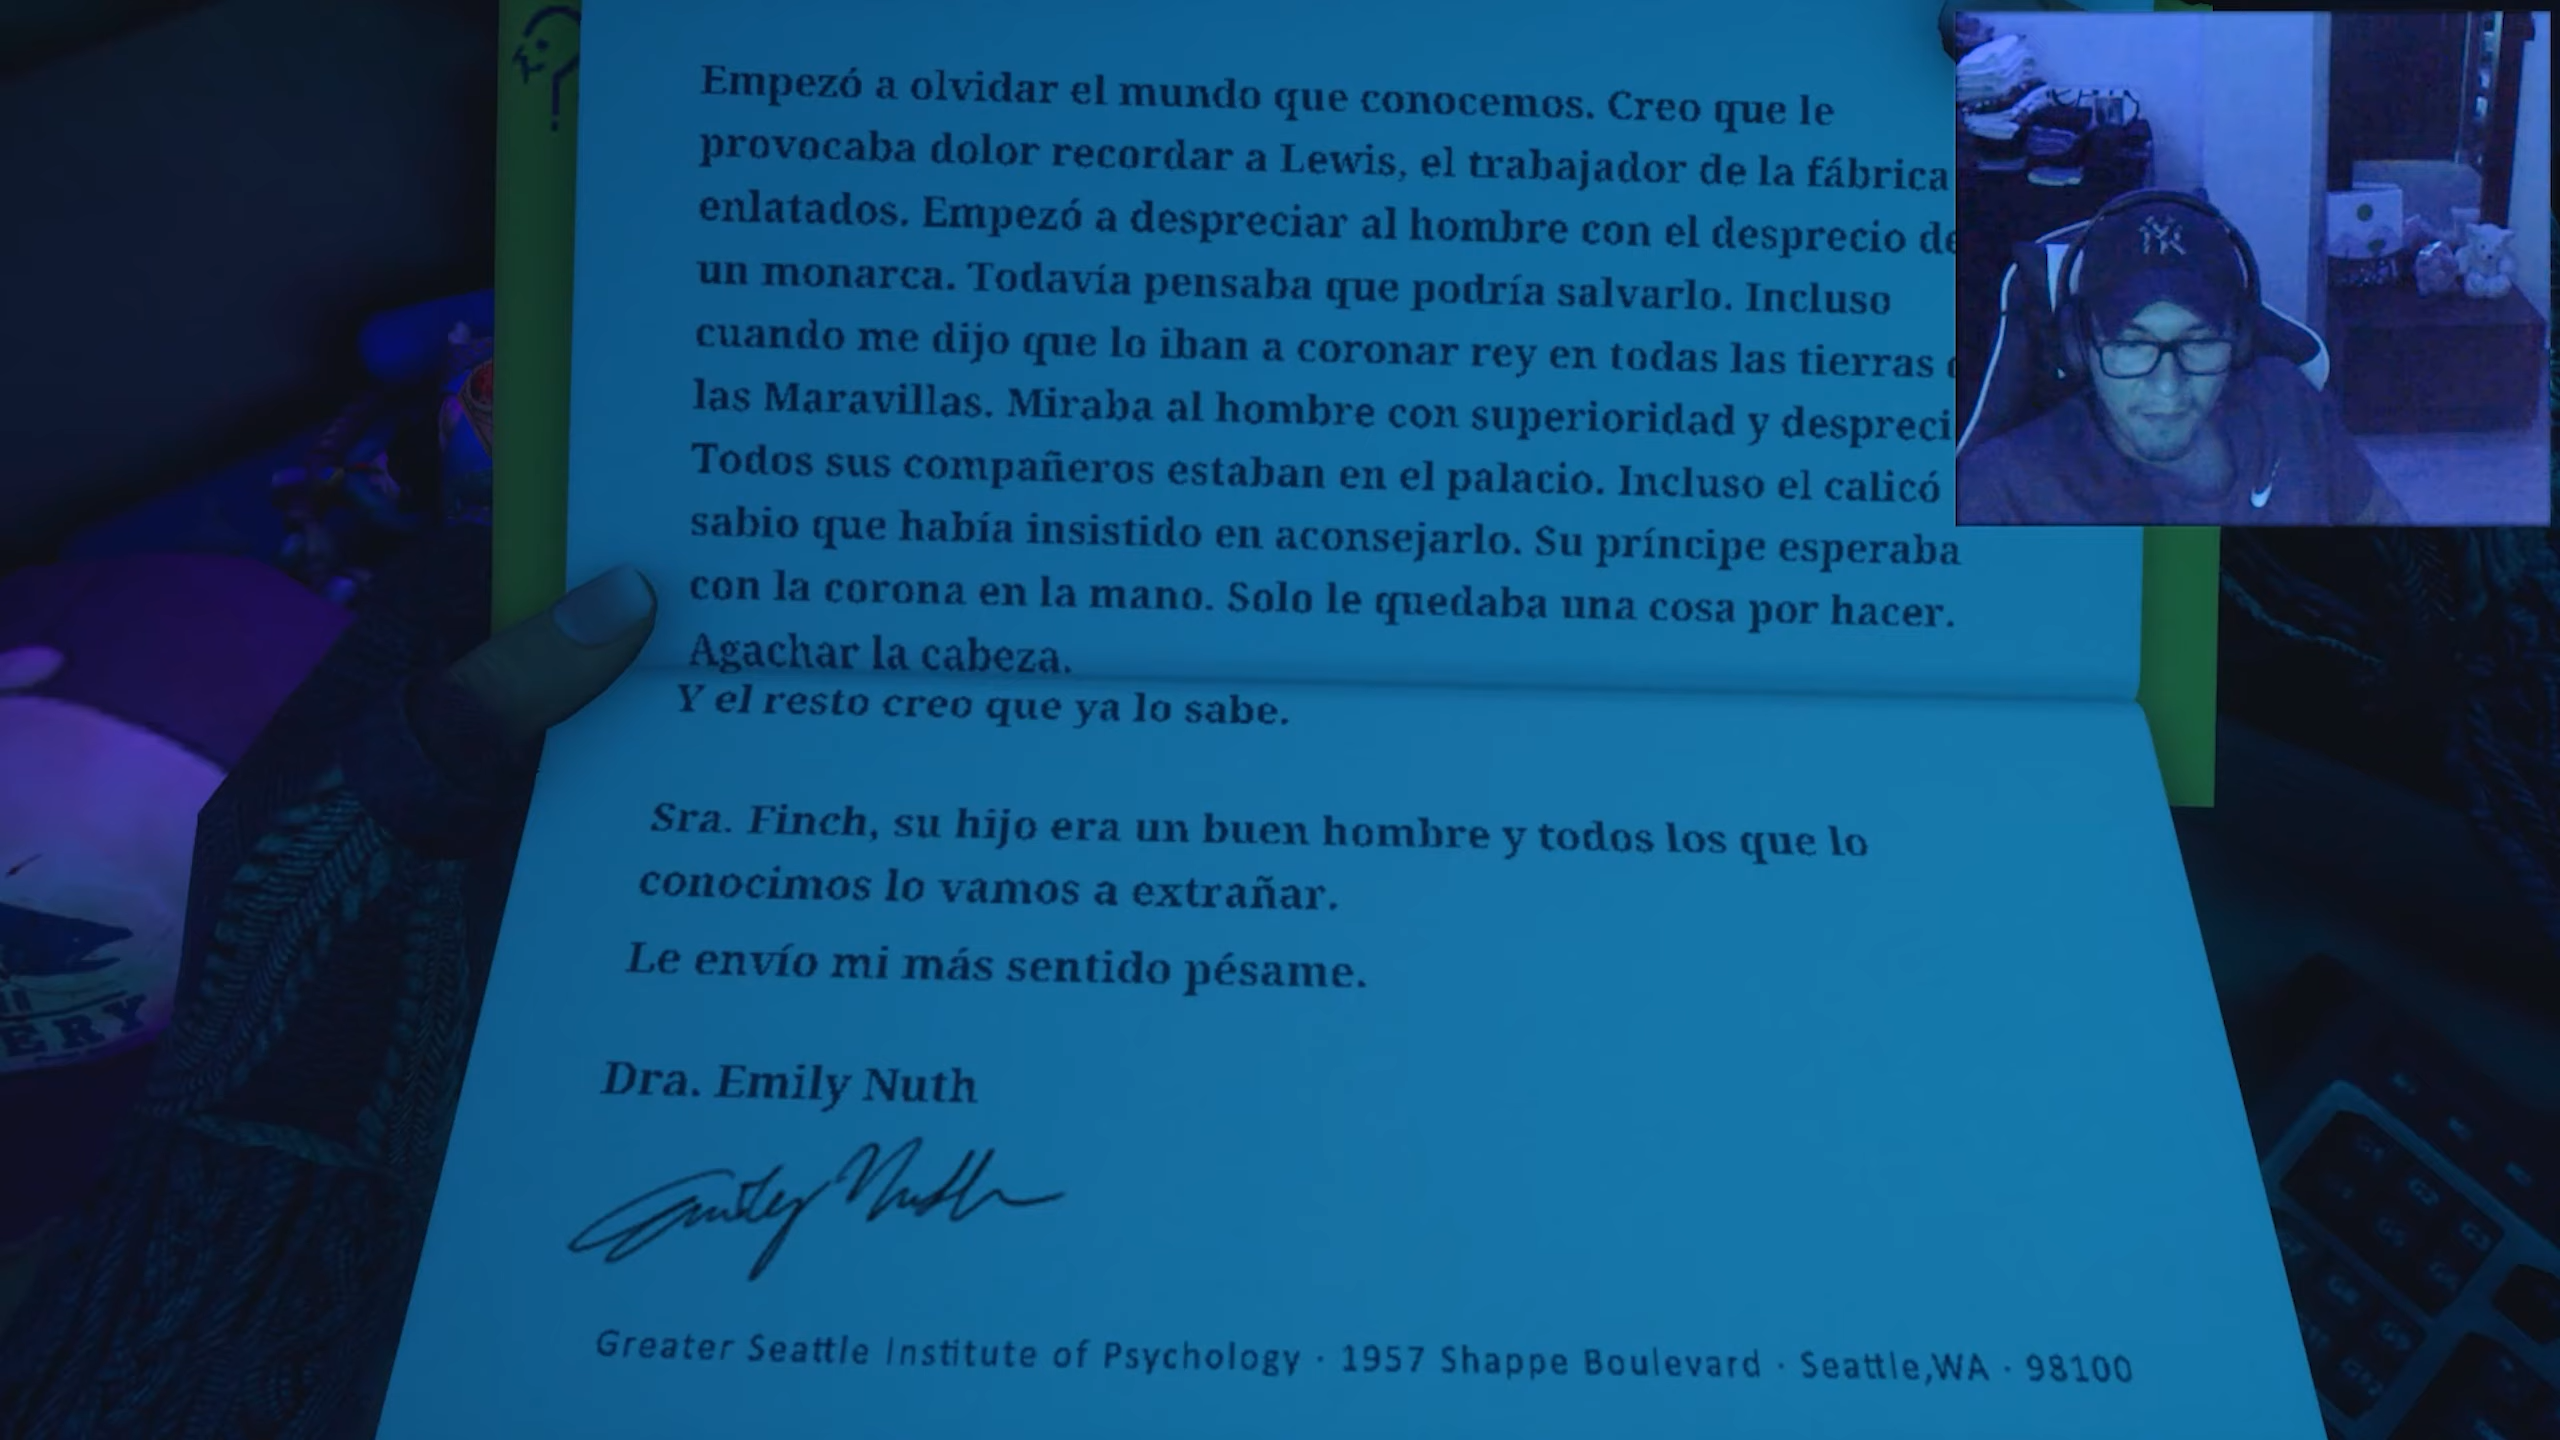 Empezó a olvidar el mundo que conocemos. Creo que le
provocaba dolor recordar a Lewis, el trabajador de la fábrica
enlatados. Empezó a despreciar al hombre con el desprecio de
un monarca. Todavía pensaba que podría salvarlo. Incluso
cuando me dijo que lo iban a coronar rey en todas las tierras
las Maravillas. Miraba al hombre con superioridad y despreci
Todos sus compañeros estaban en el palacio. Incluso el calicó
sabio que había insistido en aconsejarlo. Su príncipe esperaba
con la corona en la mano. Solo le quedaba una cosa por hacer.
Agachar la cabeza.
Y el resto creo que ya lo sabe.
Sra. Finch, su hijo era un buen hombre y todos los que lo
conocimos lo vamos a extrañar.
Le envío mi más sentido pésame.
Dra. Emily Nuth
Emily Nuth
Greater Seattle Institute of Psychology · 1957 Shappe Boulevard · Seattle,WA · 98100
ERY
NY